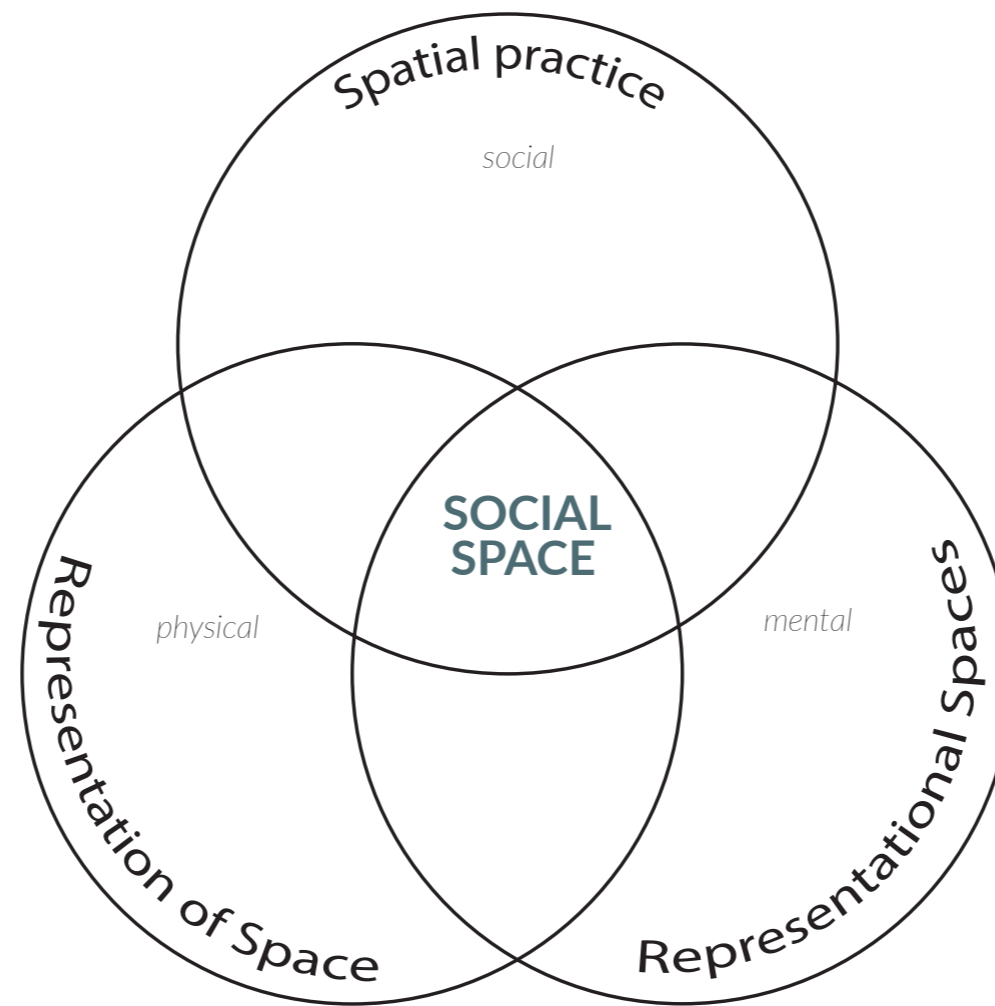 Spatial practice
social
SOCIAL
SPACE
physical
mental
Representation of Space
Representational Spaces